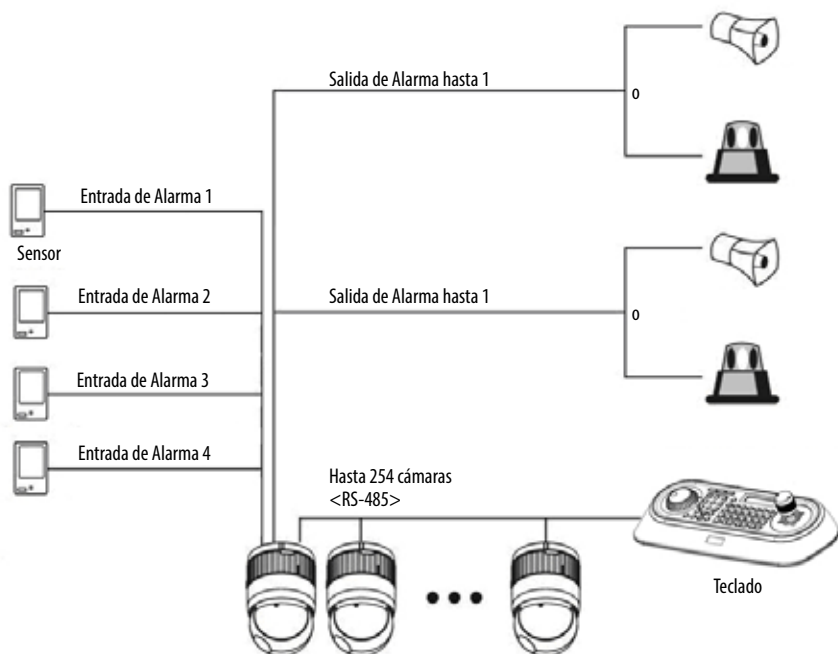 Salida de Alarma hasta 1
o
Entrada de Alarma 1
Sensor
Entrada de Alarma 2
Salida de Alarma hasta 1
o
Entrada de Alarma 3
Entrada de Alarma 4
Hasta 254 cámaras
<RS-485>
Teclado